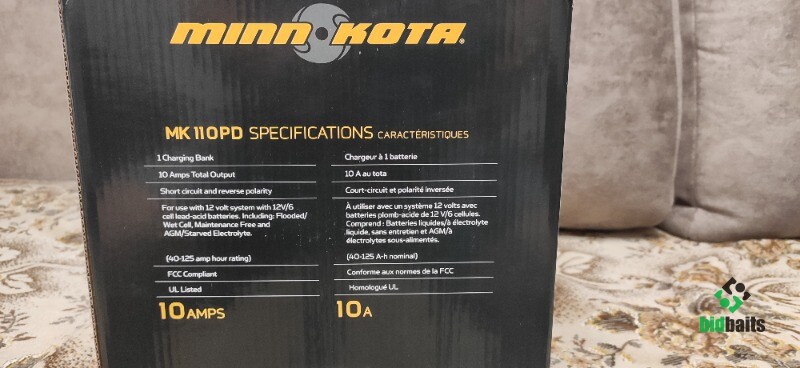 MINN KOTA®
MK 110PD SPECIFICATIONS CARACTÉRISTIQUES
1 Charging Bank
10 Amps Total Output
Short circuit and reverse polarity
For use with 12 volt system with 12V/6
cell lead-acid batteries. Including: Flooded/
Wet Cell, Maintenance Free and
AGM/Starved Electrolyte.
(40-125 amp hour rating)
FCC Compliant
UL Listed
10 AMPS
Chargeur à 1 batterie
10 A au tota
Court-circuit et polarité inversée
À utiliser avec un système 12 volts avec
batteries plomb-acide de 12 V/6 cellules.
Comprend : Batteries liquides/à électrolyte
liquide, sans entretien et AGM/à
électrolytes sous-alimentés.
(40-125 A-h nominal)
Conforme aux normes de la FCC
Homologué UL
10 A
bidbaits